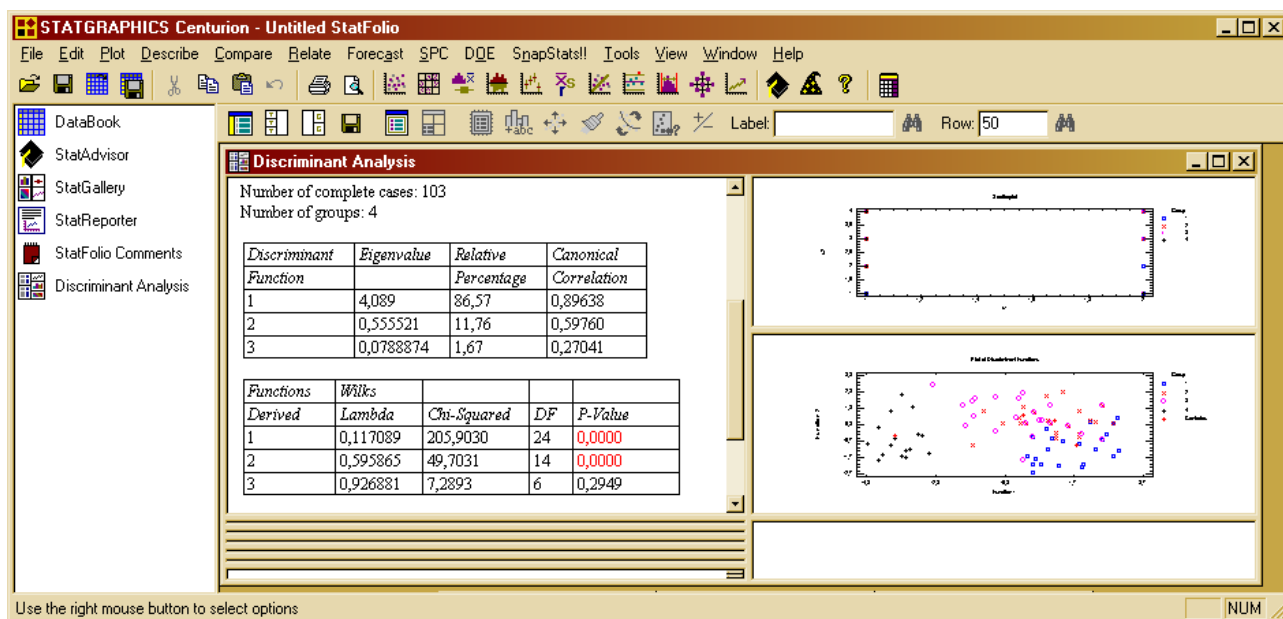 STATGRAPHICS Centurion - Untitled StatFolio
File Edit Plot Describe Compare Relate Forecast SPC DOE SnapStats!! Tools View Window Help
Label: Row: 50
DataBook
StatAdvisor
StatGallery
StatReporter
StatFolio Comments
Discriminant Analysis
Discriminant Analysis
Number of complete cases: 103
Number of groups: 4
Discriminant Eigenvalue Relative Canonical
Function Percentage Correlation
1 4,089 86,57 0,89638
2 0,555521 11,76 0,59760
3 0,0788874 1,67 0,27041
Functions Wilks
Derived Lambda Chi-Squared DF P-Value
1 0,117089 205,9030 24 0,0000
2 0,595865 49,7031 14 0,0000
3 0,926881 7,2893 6 0,2949
Plot of Discriminant Functions
Use the right mouse button to select options
NUM